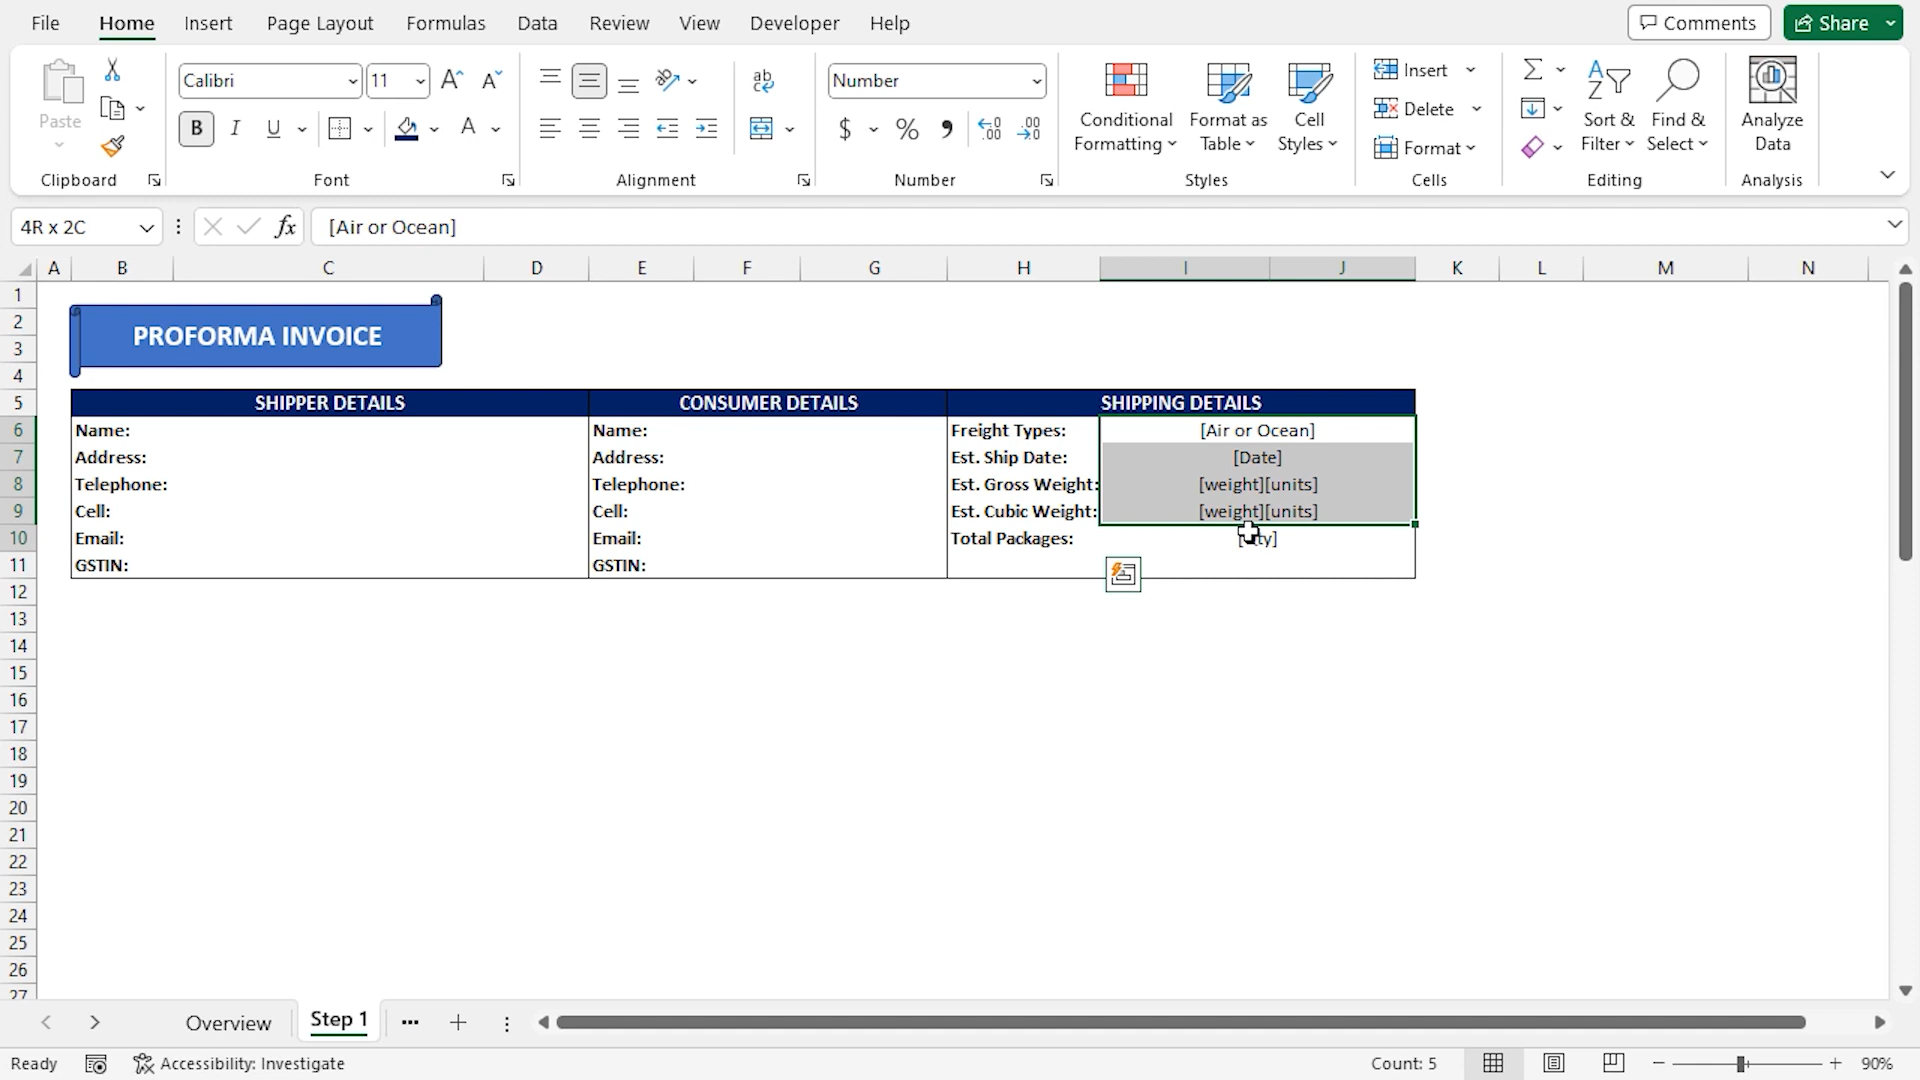 File Home Insert Page Layout Formulas Data Review View Developer Help Comments Share
Calibri 11 ab Number Insert Σ A
Paste B I U A $ % Conditional Format as Cell Delete Z Sort & Find & Analyze
Formatting Table Styles Format Filter Select Data
Clipboard Font Alignment Number Styles Cells Editing Analysis
4R x 2C fx [Air or Ocean]
A B C D E F G H I J K L M N
1
2
PROFORMA INVOICE
3
4
5 SHIPPER DETAILS CONSUMER DETAILS SHIPPING DETAILS
6 Name: Name: Freight Types: [Air or Ocean]
7 Address: Address: Est. Ship Date: [Date]
8 Telephone: Telephone: Est. Gross Weight: [weight][units]
9 Cell: Cell: Est. Cubic Weight: [weight][units]
10 Email: Email: Total Packages:
11 GSTIN: GSTIN:
12
13
14
15
16
17
18
19
20
21
22
23
24
25
26
27
Overview Step 1
Ready Accessibility: Investigate Count: 5 90%